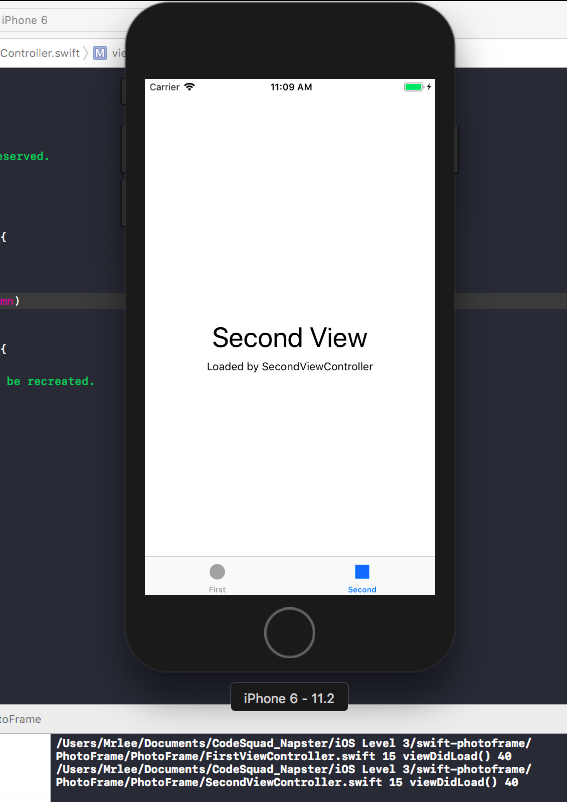 iPhone 6
Controller.swift 〉 M vie
Carrier 11:09 AM
eserved.
{
mn)
{
be recreated.
Second View
Loaded by SecondViewController
First Second
iPhone 6 - 11.2
toFrame
/Users/Mrlee/Documents/CodeSquad_Napster/iOS Level 3/swift-photoframe/
PhotoFrame/PhotoFrame/FirstViewController.swift 15 viewDidLoad() 40
/Users/Mrlee/Documents/CodeSquad_Napster/iOS Level 3/swift-photoframe/
PhotoFrame/PhotoFrame/SecondViewController.swift 15 viewDidLoad() 40